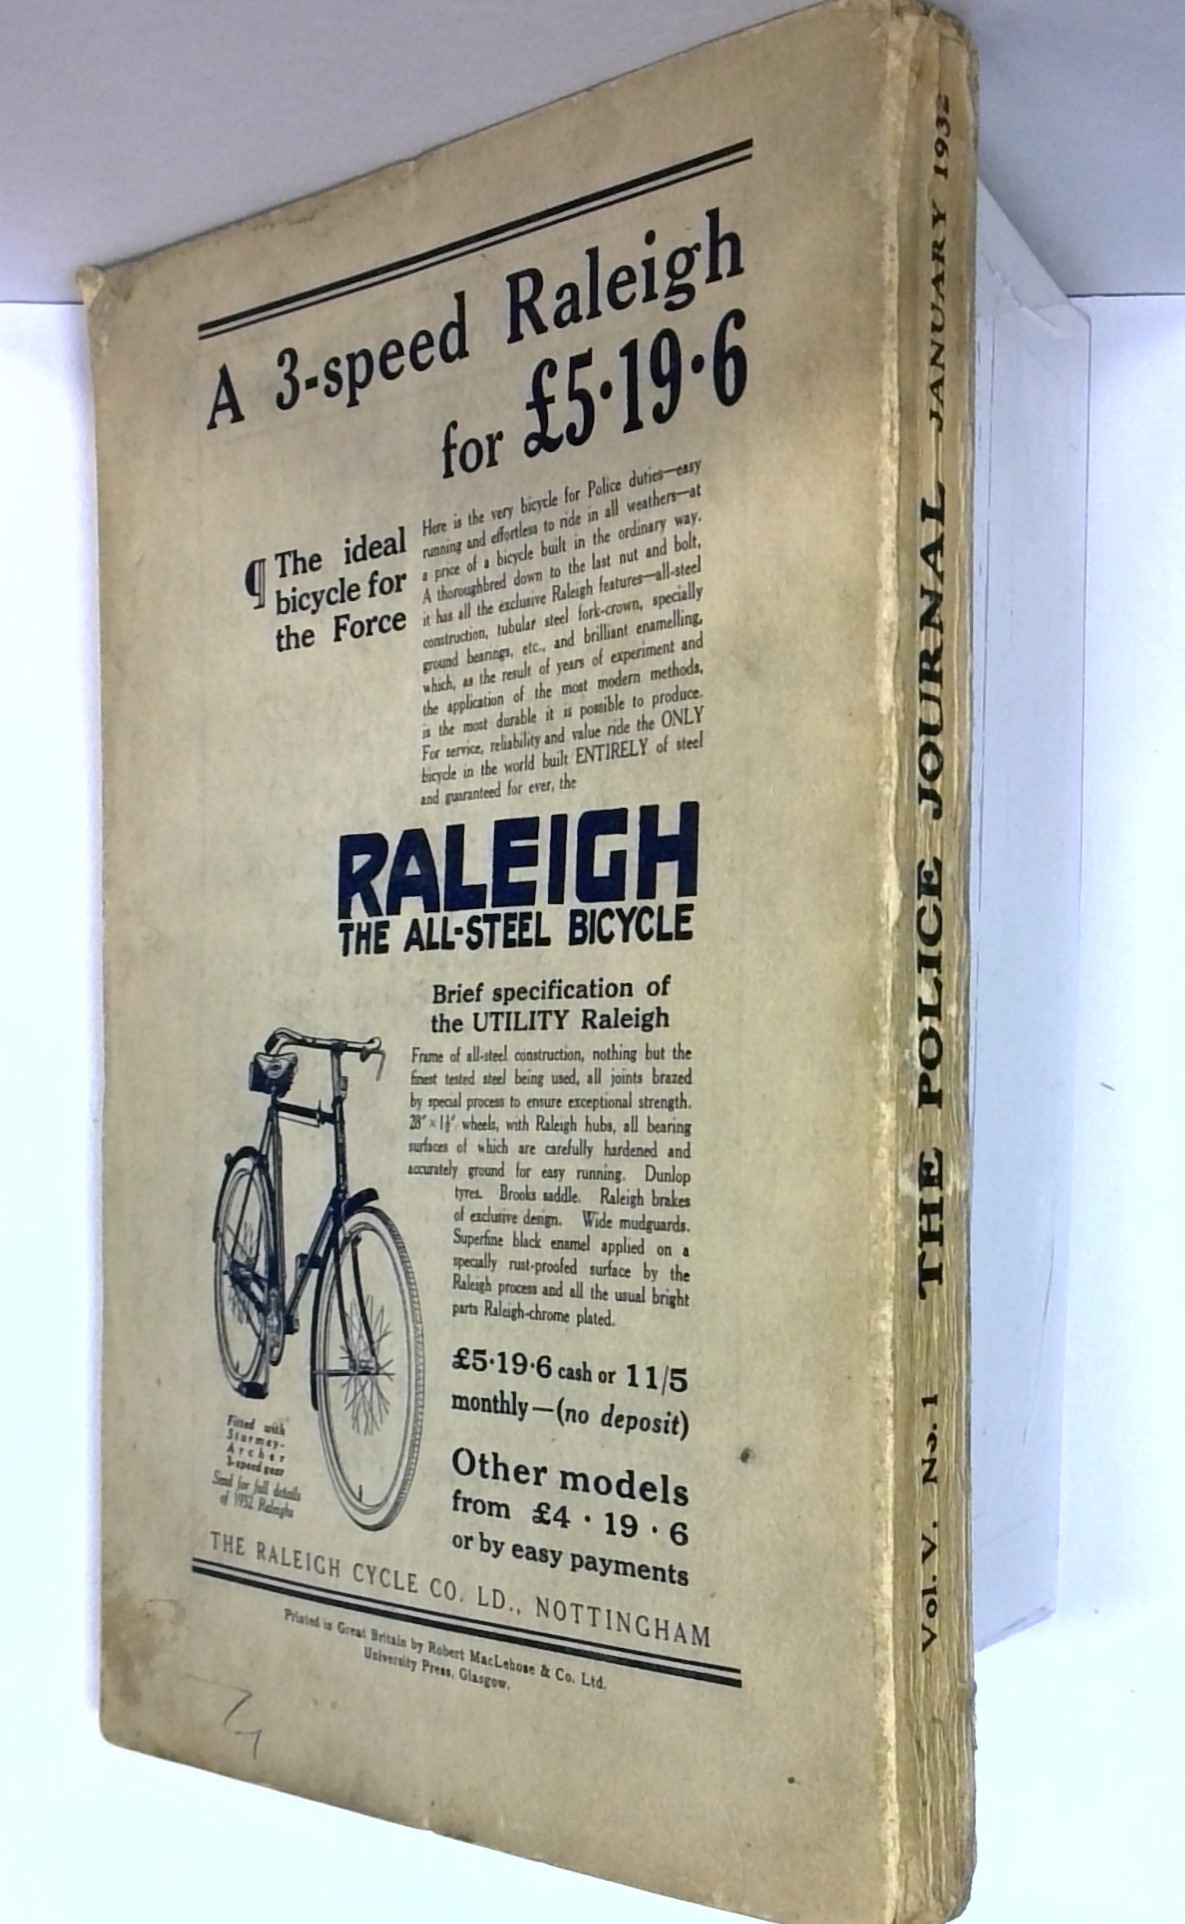 A 3-speed Raleigh
for £5·19·6
¶ The ideal
bicycle for
the Force
Here is the very bicycle for Police duties—easy
running and effortless to ride in all weathers—at
a price of a bicycle built in the ordinary way.
A thoroughbred down to the last nut and bolt,
it has all the exclusive Raleigh features—all-steel
construction, tubular steel fork-crown, specially
ground bearings, etc., and brilliant enamelling,
which, as the result of years of experiment and
the application of the most modern methods,
is the most durable it is possible to produce.
For service, reliability and value ride the ONLY
bicycle in the world built ENTIRELY of steel
and guaranteed for ever, the
RALEIGH
THE ALL-STEEL BICYCLE
Brief specification of
the UTILITY Raleigh
Frame of all-steel construction, nothing but the
finest tested steel being used, all joints brazed
by special process to ensure exceptional strength.
28″ × 1½″ wheels, with Raleigh hubs, all bearing
surfaces of which are carefully hardened and
accurately ground for easy running. Dunlop
tyres. Brooks saddle. Raleigh brakes
of exclusive design. Wide mudguards.
Superfine black enamel applied on a
specially rust-proofed surface by the
Raleigh process and all the usual bright
parts Raleigh-chrome plated.
£5·19·6 cash or 11/5
monthly—(no deposit)
Other models
from £4 · 19 · 6
or by easy payments
Fitted with
Sturmey-
Archer
3-speed gear
Send for full details
of 1932 Raleighs
THE RALEIGH CYCLE CO. LD., NOTTINGHAM
Printed in Great Britain by Robert MacLehose & Co. Ltd.
University Press, Glasgow.
Vol. V. No. 1 THE POLICE JOURNAL JANUARY 1932